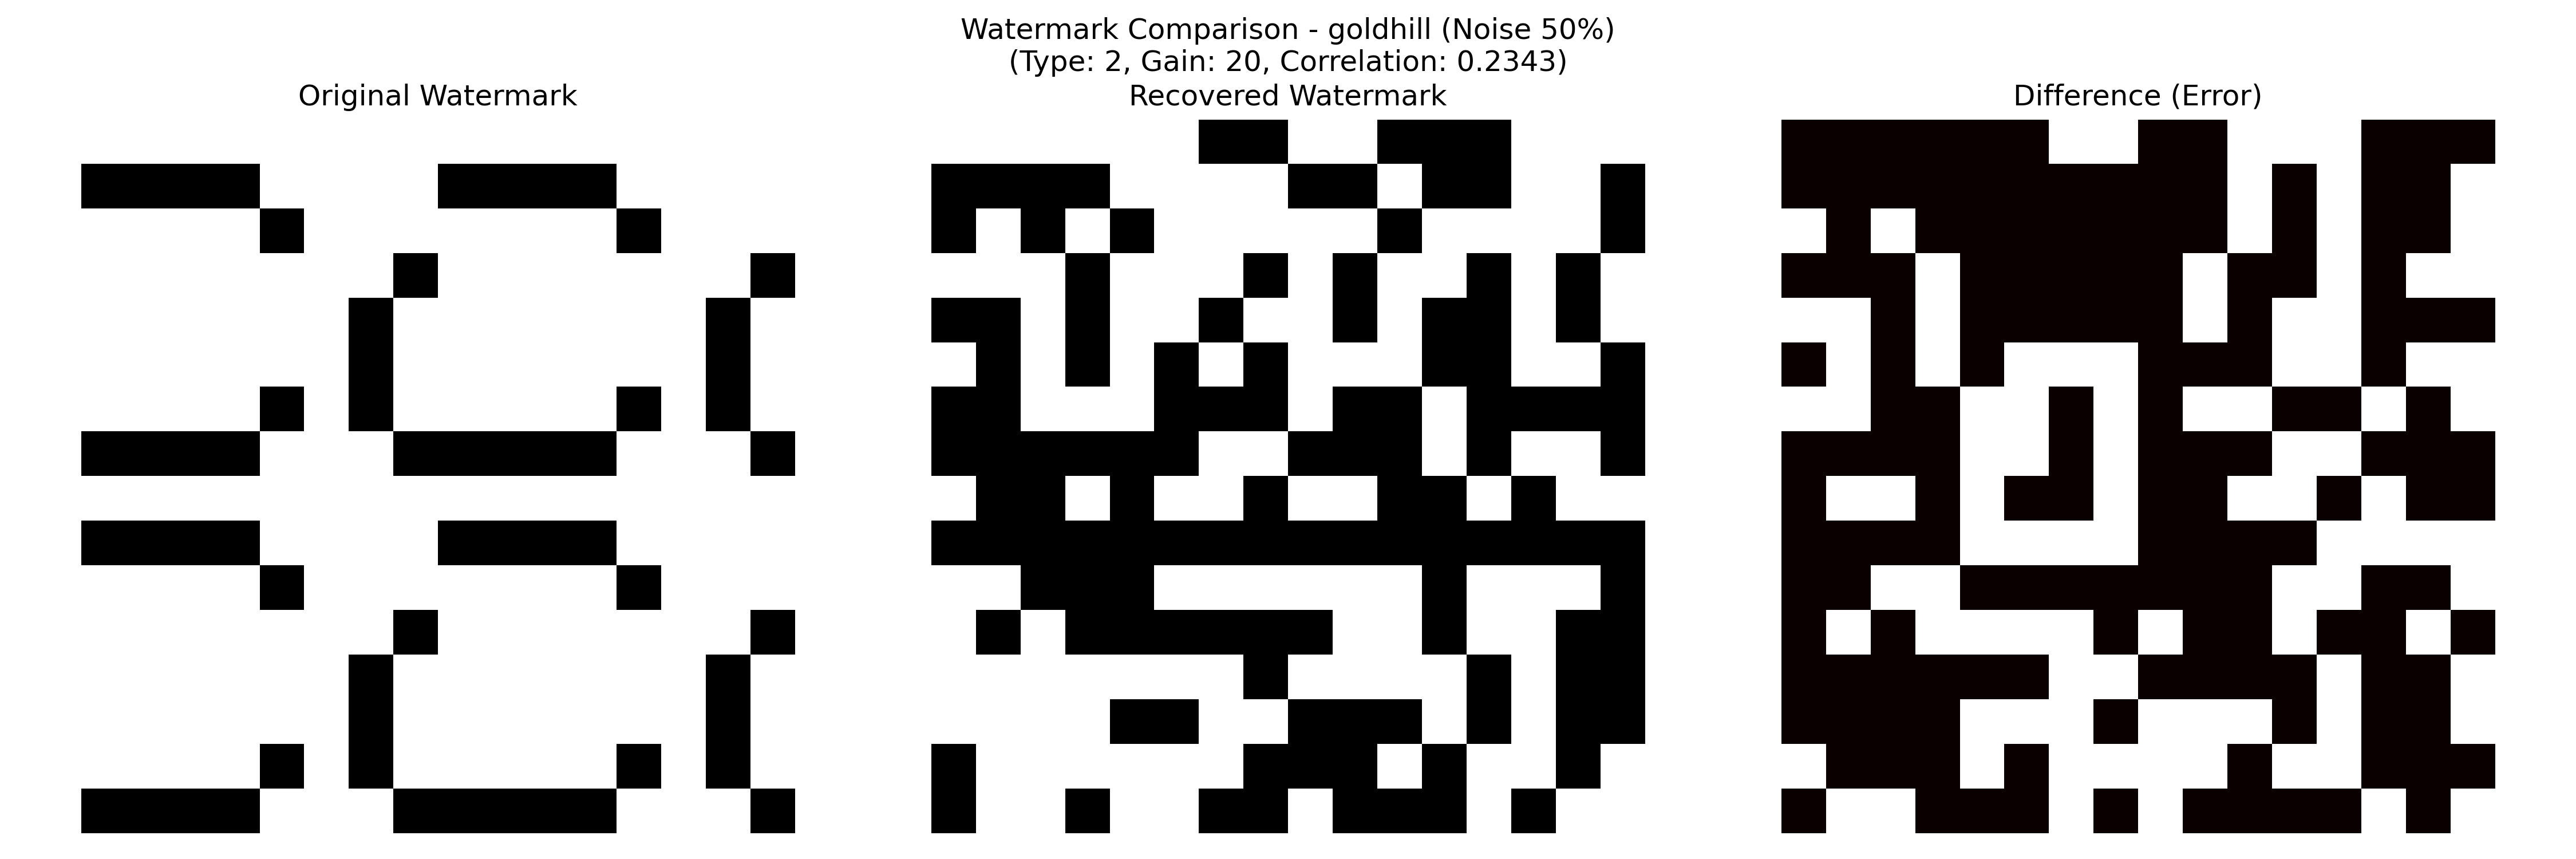 Watermark Comparison - goldhill (Noise 50%)
(Type: 2, Gain: 20, Correlation: 0.2343)
Original Watermark
Recovered Watermark
Difference (Error)